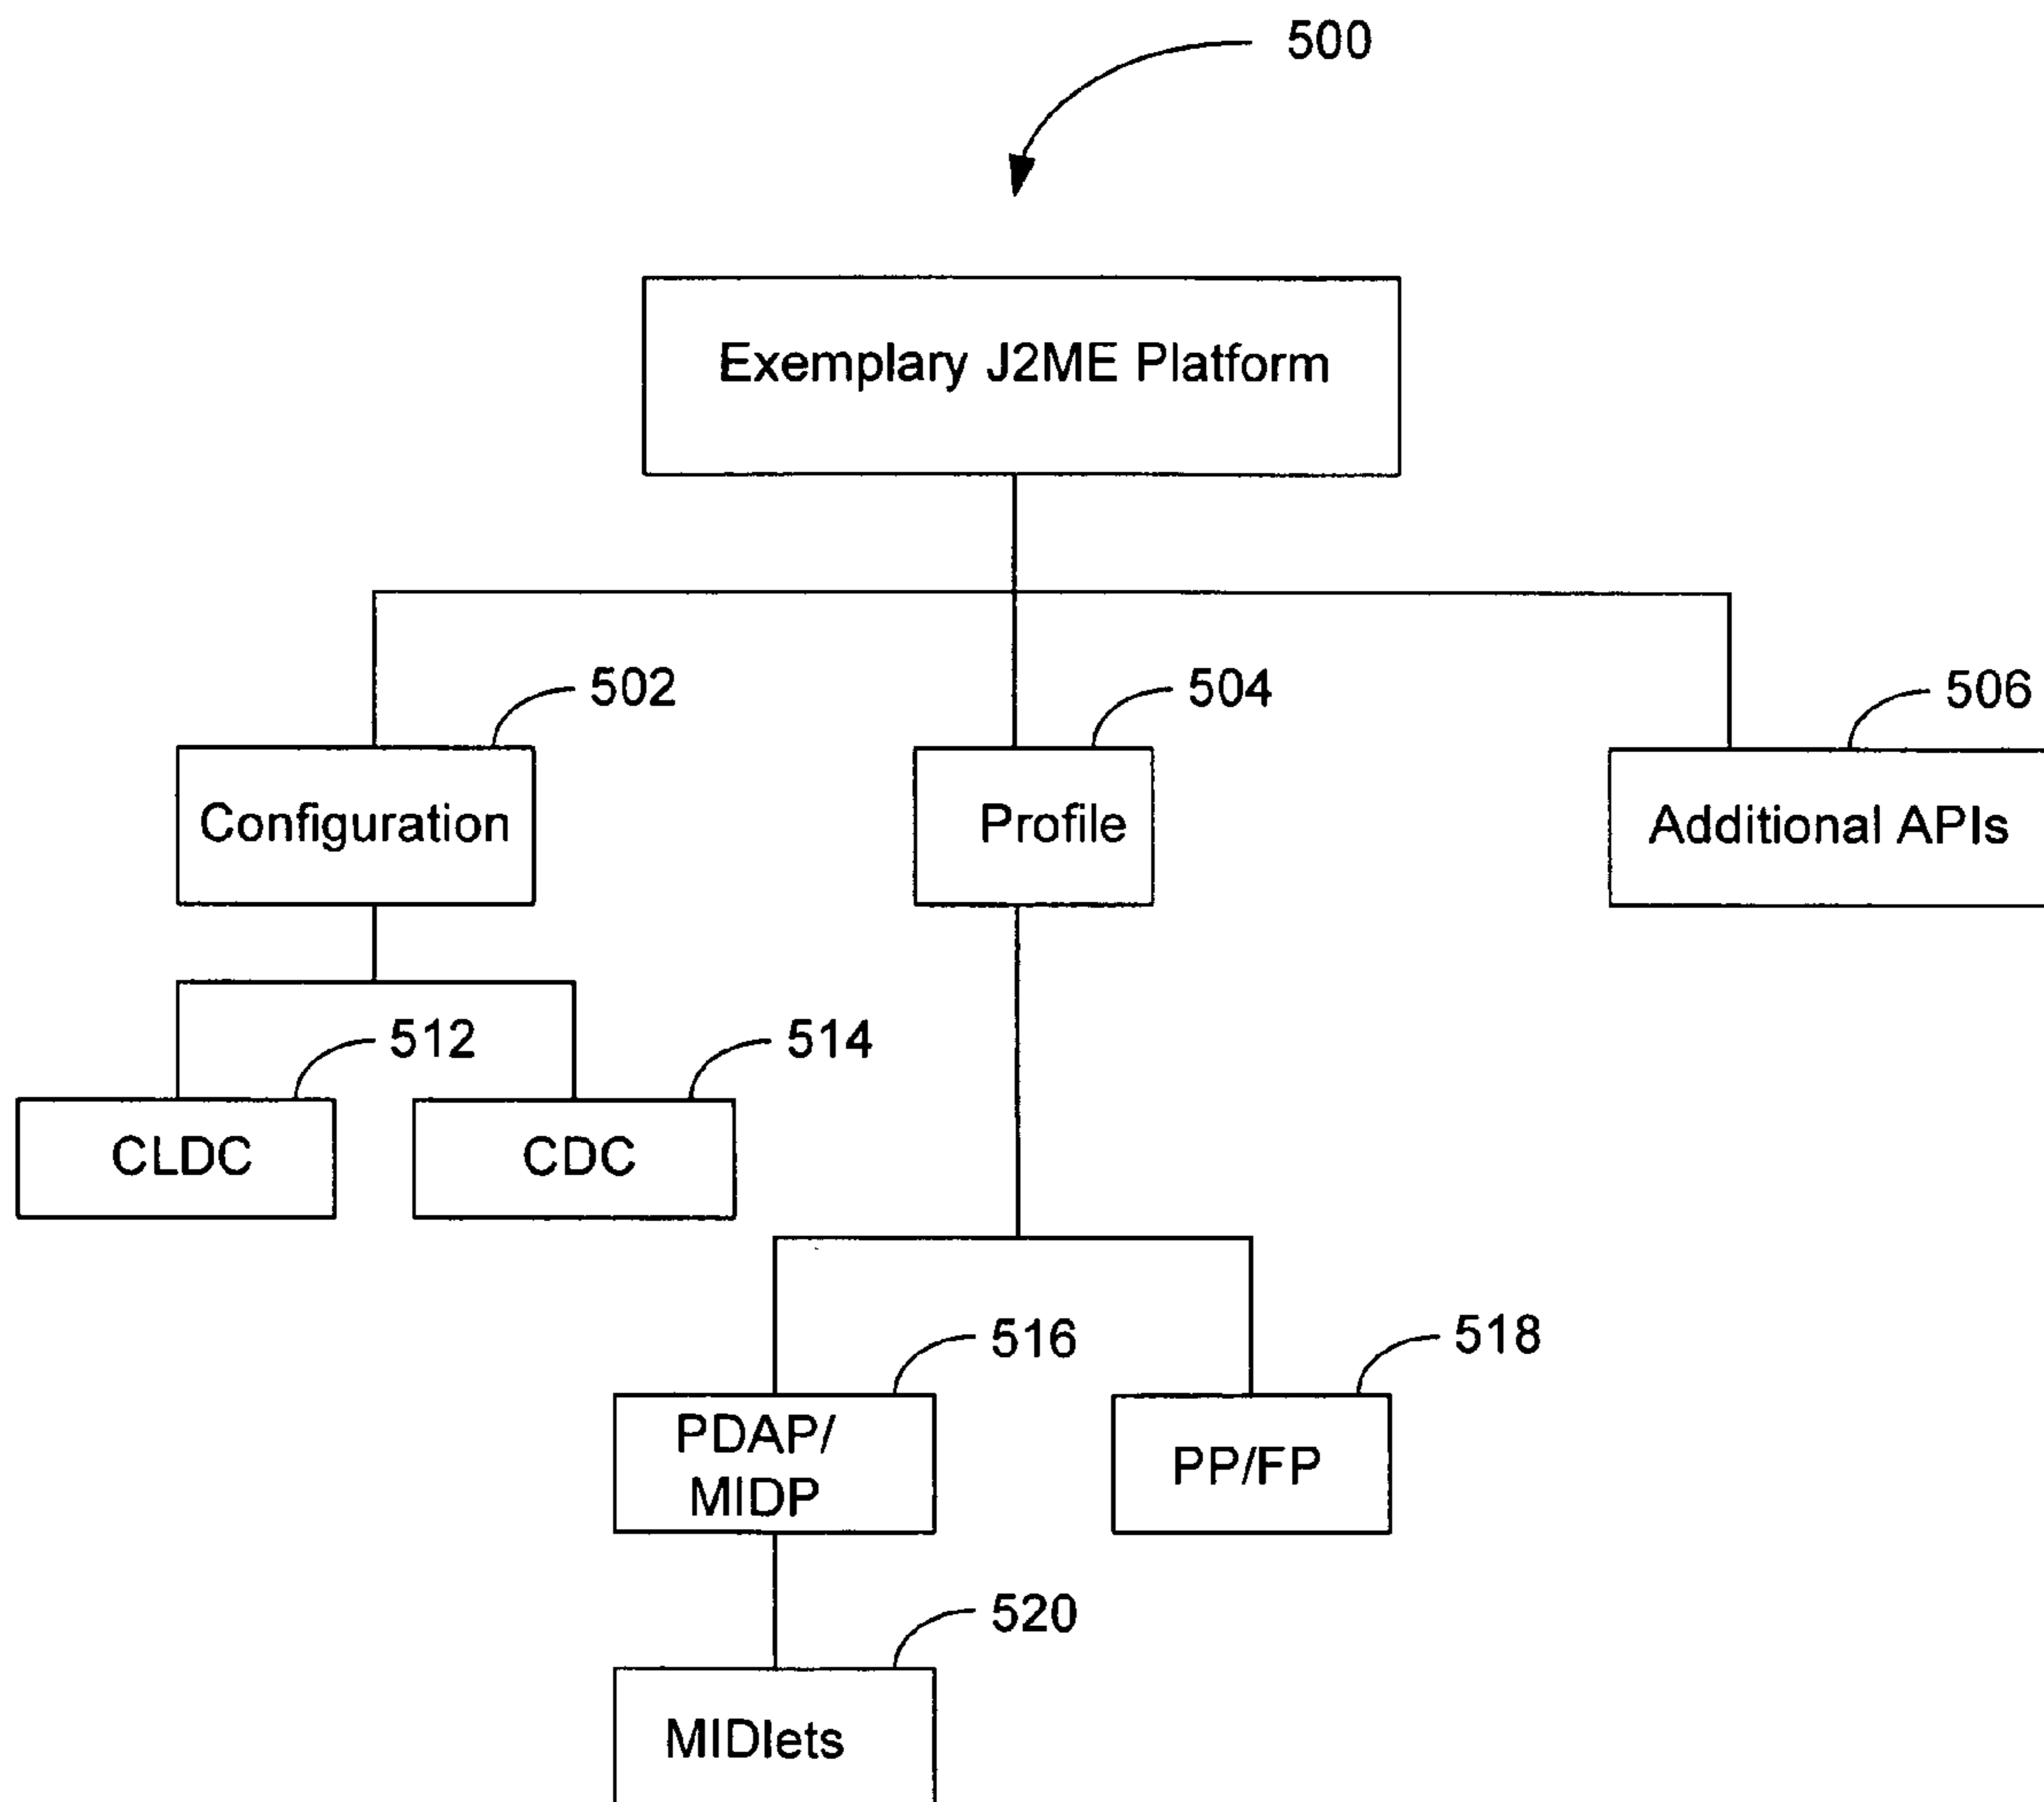 500
Exemplary J2ME Platform
502
504
506
Configuration
Profile
Additional APIs
512
514
CLDC
CDC
516
518
PDAP/
MIDP
PP/FP
520
MIDlets